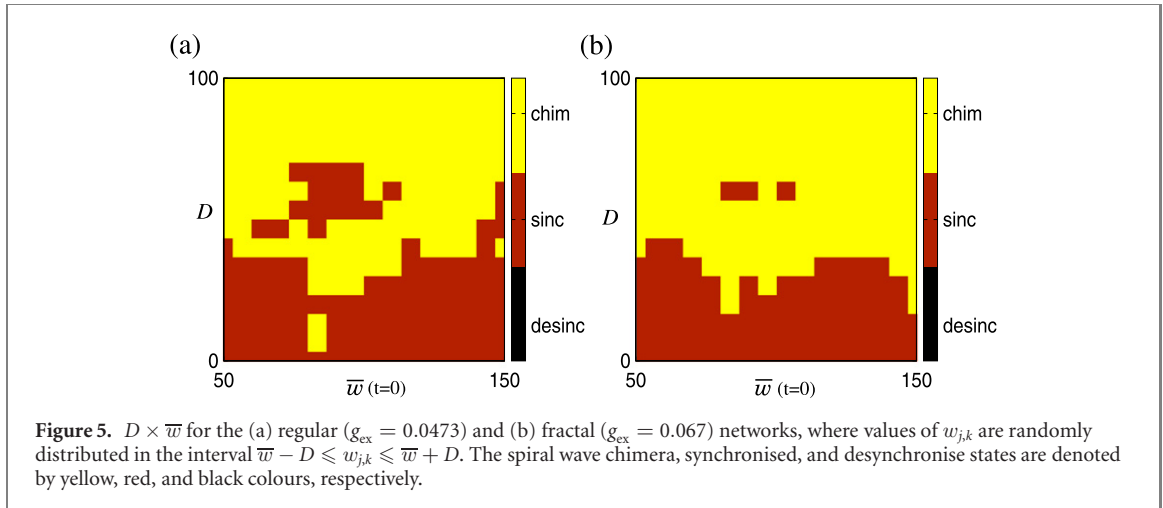 (a)
100
D
0
50
w̅ (t=0)
150
chim
sinc
desinc
(b)
100
D
0
50
w̅ (t=0)
150
chim
sinc
desinc
Figure 5. D × w̅ for the (a) regular (gex = 0.0473) and (b) fractal (gex = 0.067) networks, where values of wj,k are randomly
distributed in the interval w̅ − D ⩽ wj,k ⩽ w̅ + D. The spiral wave chimera, synchronised, and desynchronise states are denoted
by yellow, red, and black colours, respectively.